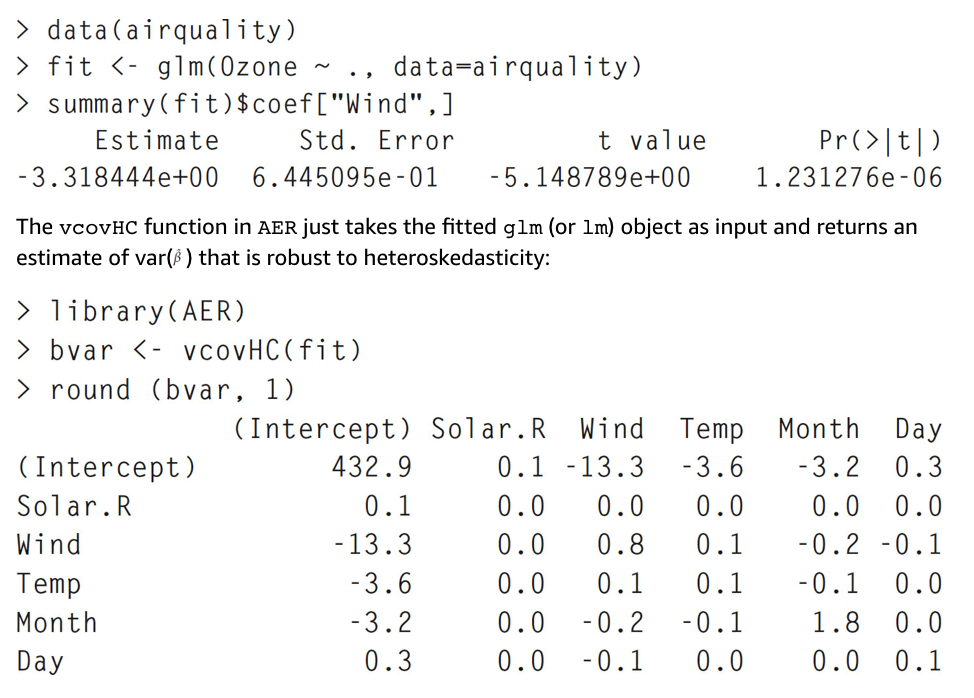 > data(airquality)
> fit <- glm(Ozone ~ ., data=airquality)
> summary(fit)$coef["Wind",]
Estimate Std. Error t value Pr(>|t|)
-3.318444e+00 6.445095e-01 -5.148789e+00 1.231276e-06
The vcovHC function in AER just takes the fitted glm (or lm) object as input and returns an
estimate of var(β̂) that is robust to heteroskedasticity:
> library(AER)
> bvar <- vcovHC(fit)
> round (bvar, 1)
(Intercept) Solar.R Wind Temp Month Day
(Intercept) 432.9 0.1 -13.3 -3.6 -3.2 0.3
Solar.R 0.1 0.0 0.0 0.0 0.0 0.0
Wind -13.3 0.0 0.8 0.1 -0.2 -0.1
Temp -3.6 0.0 0.1 0.1 -0.1 0.0
Month -3.2 0.0 -0.2 -0.1 1.8 0.0
Day 0.3 0.0 -0.1 0.0 0.0 0.1